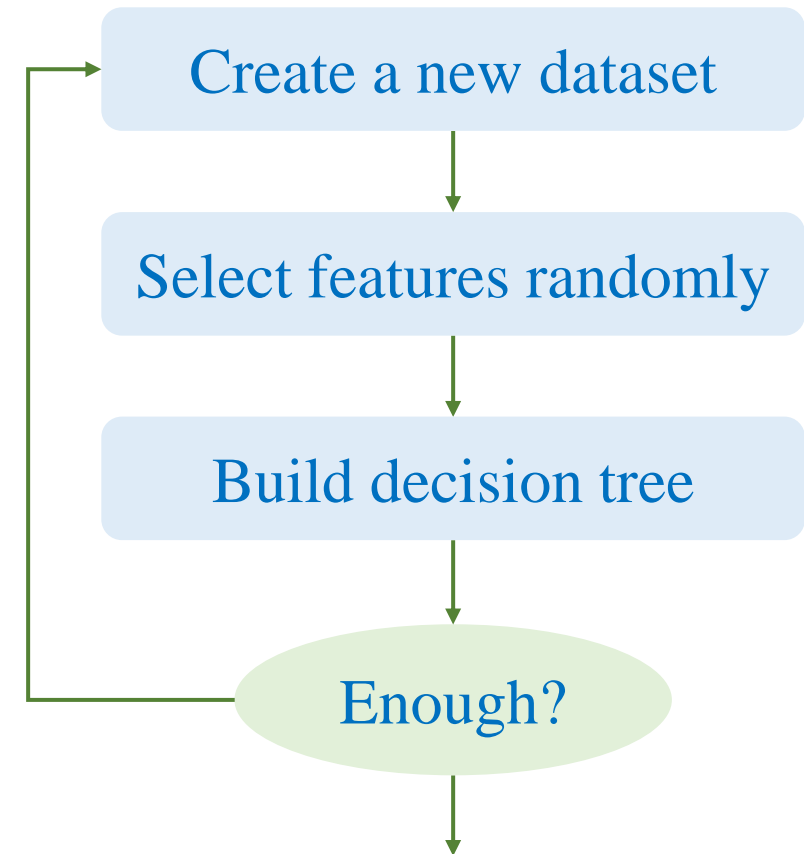 Create a new dataset
Select features randomly
Build decision tree
Enough?